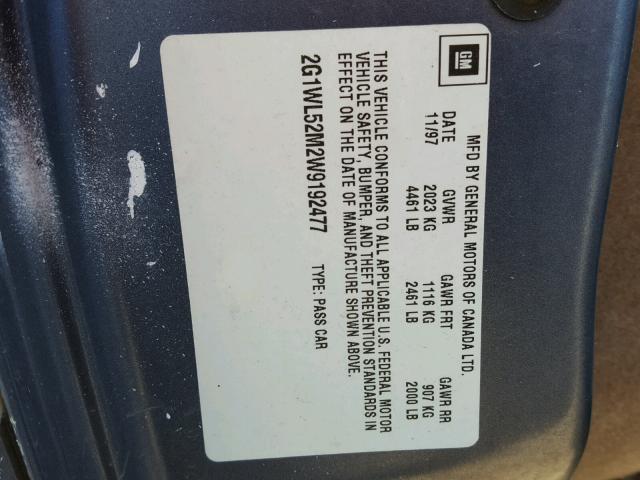 GM
MFD BY GENERAL MOTORS OF CANADA LTD.
DATE GVWR GAWR FRT GAWR RR
11/97 2023 KG 1116 KG 907 KG
4461 LB 2461 LB 2000 LB
THIS VEHICLE CONFORMS TO ALL APPLICABLE U.S. FEDERAL MOTOR
VEHICLE SAFETY, BUMPER, AND THEFT PREVENTION STANDARDS IN
EFFECT ON THE DATE OF MANUFACTURE SHOWN ABOVE.
2G1WL52M2W9192477 TYPE: PASS CAR